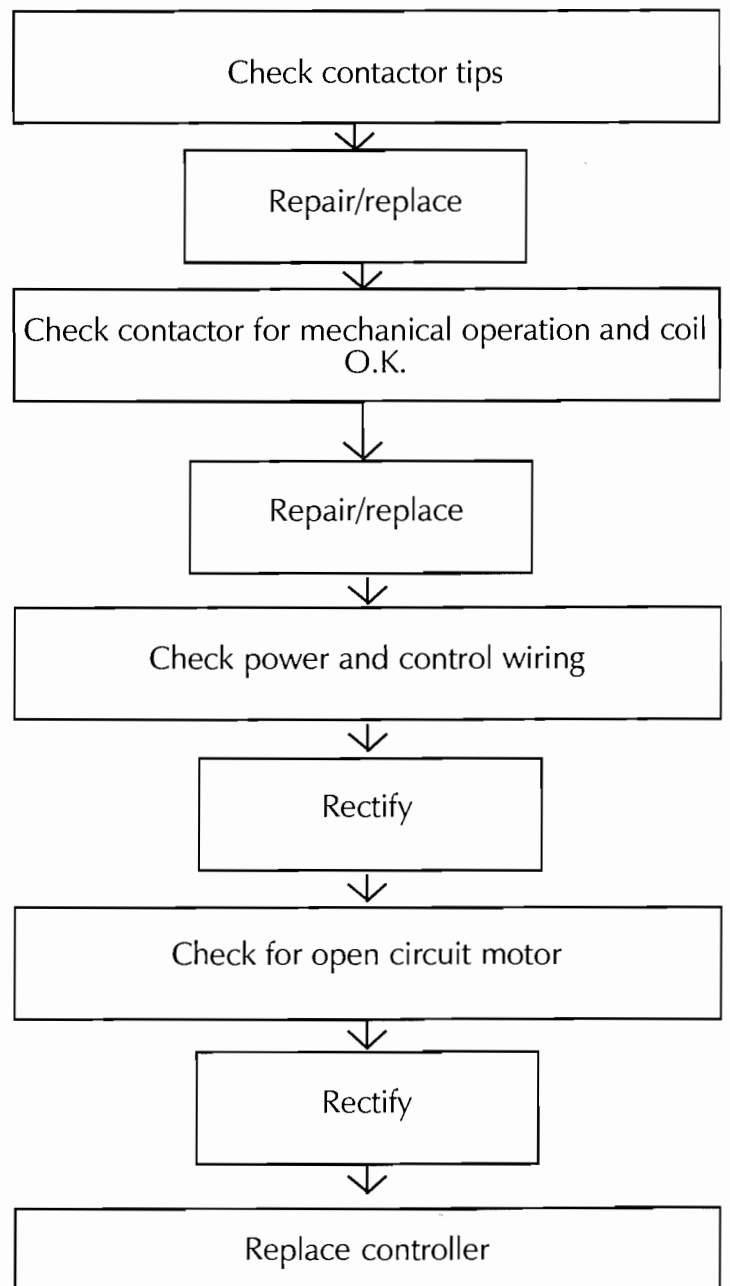 Check contactor tips
Repair/replace
Check contactor for mechanical operation and coil
O.K.
Repair/replace
Check power and control wiring
Rectify
Check for open circuit motor
Rectify
Replace controller